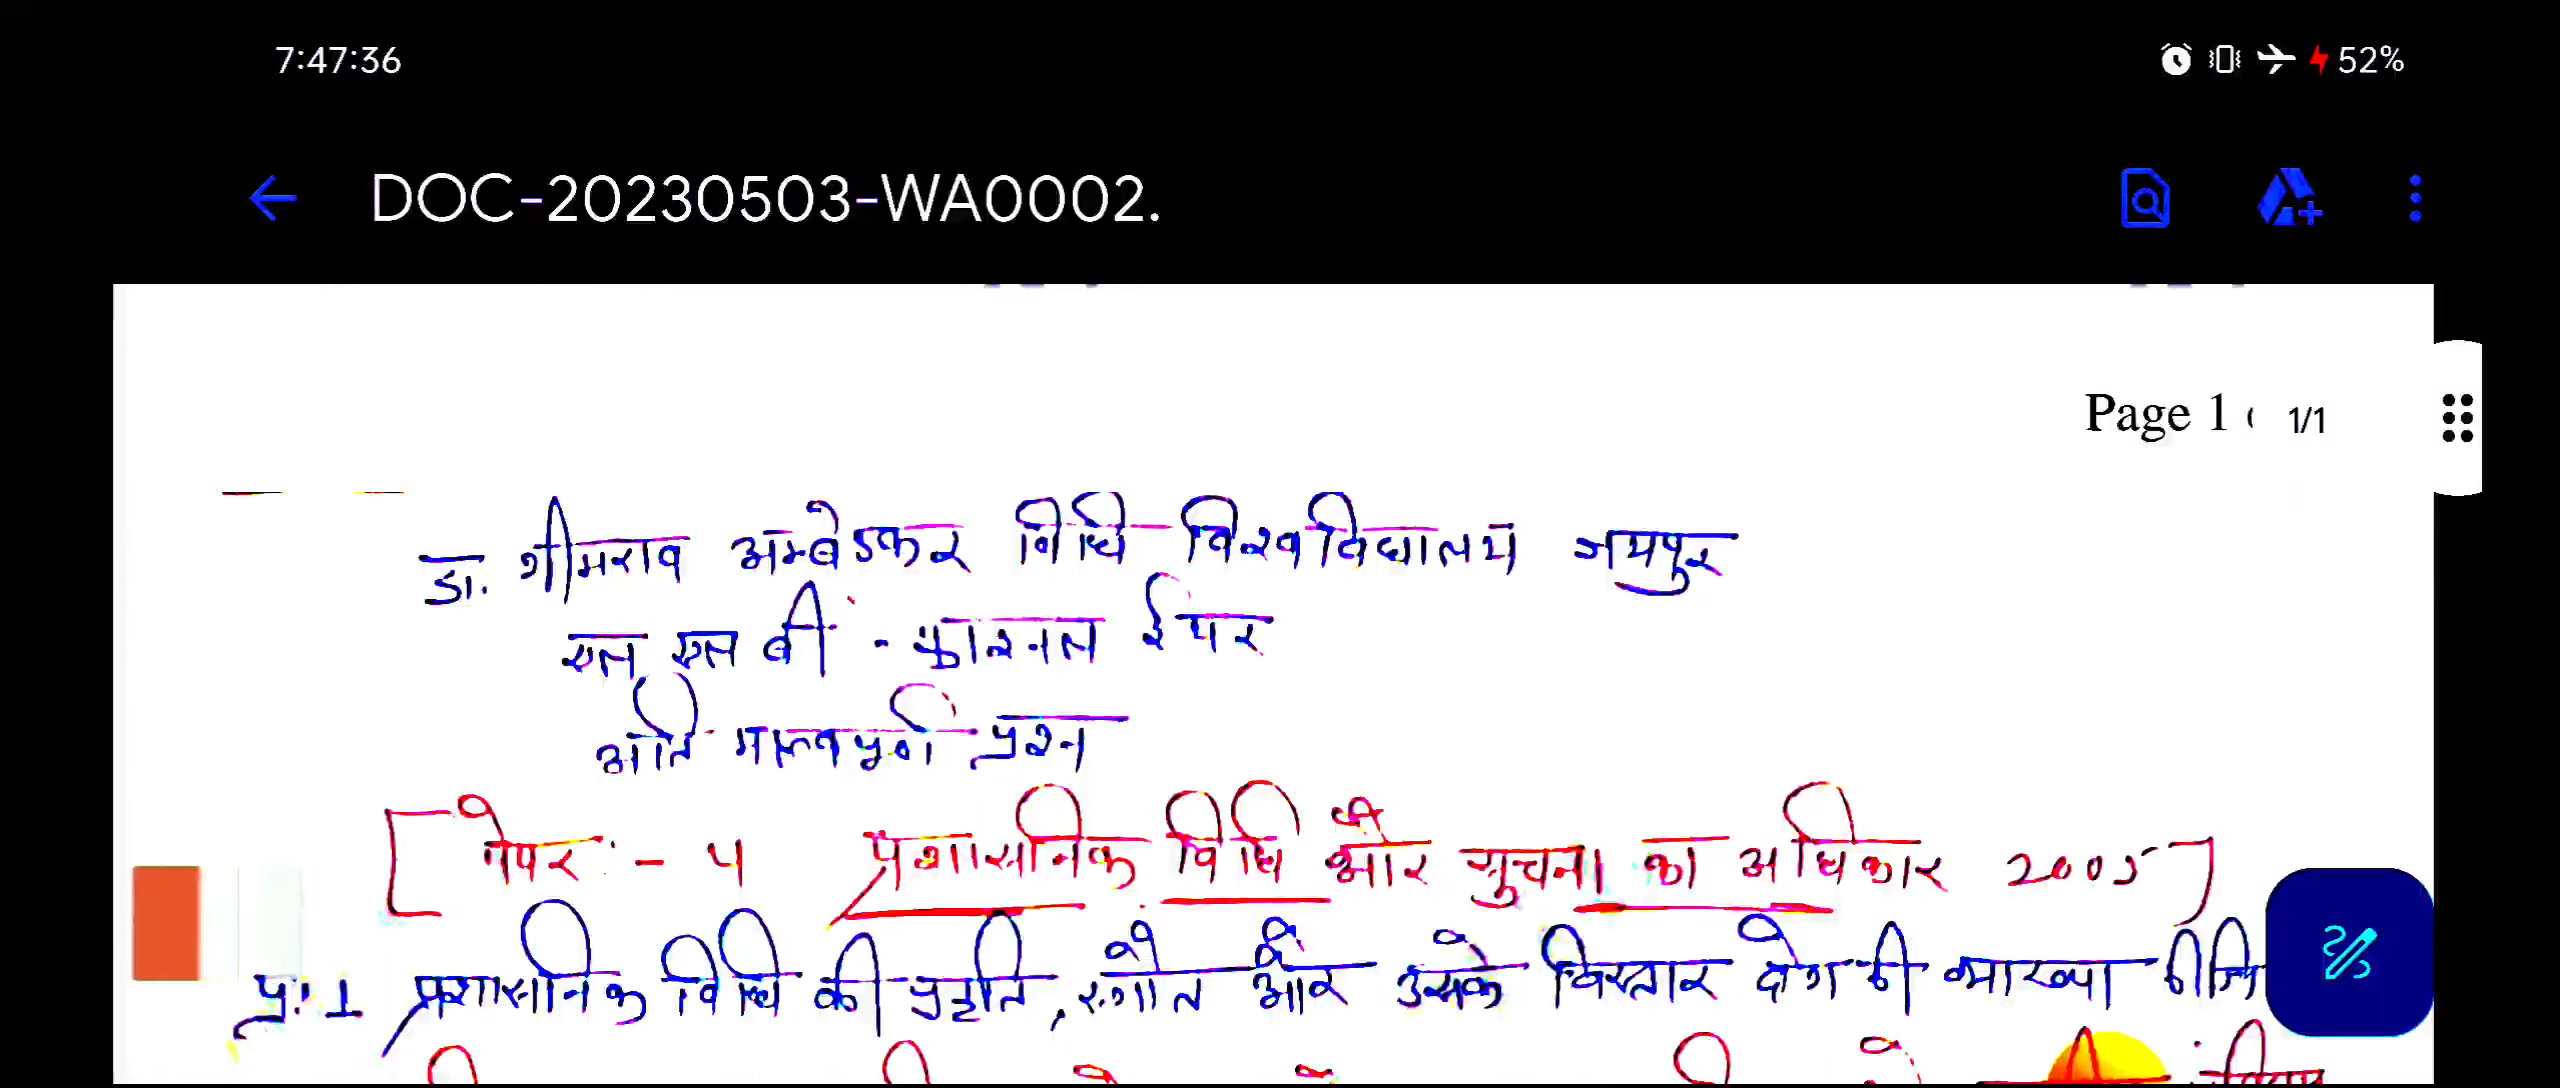 7:47:36 52%
DOC-20230503-WA0002.
Page 1 1/1
डा. भीमराव अम्बेडकर विधि विश्वविद्यालय जयपुर
एल एल बी - फाइनल ईयर
अति महत्वपूर्ण प्रश्न
[पेपर :- 4 प्रशासनिक विधि और सूचना का अधिकार 2005]
प्र. 1 प्रशासनिक विधि की प्रकृति, स्त्रोत और उसके विस्तार क्षेत्र की व्याख्या कीजि